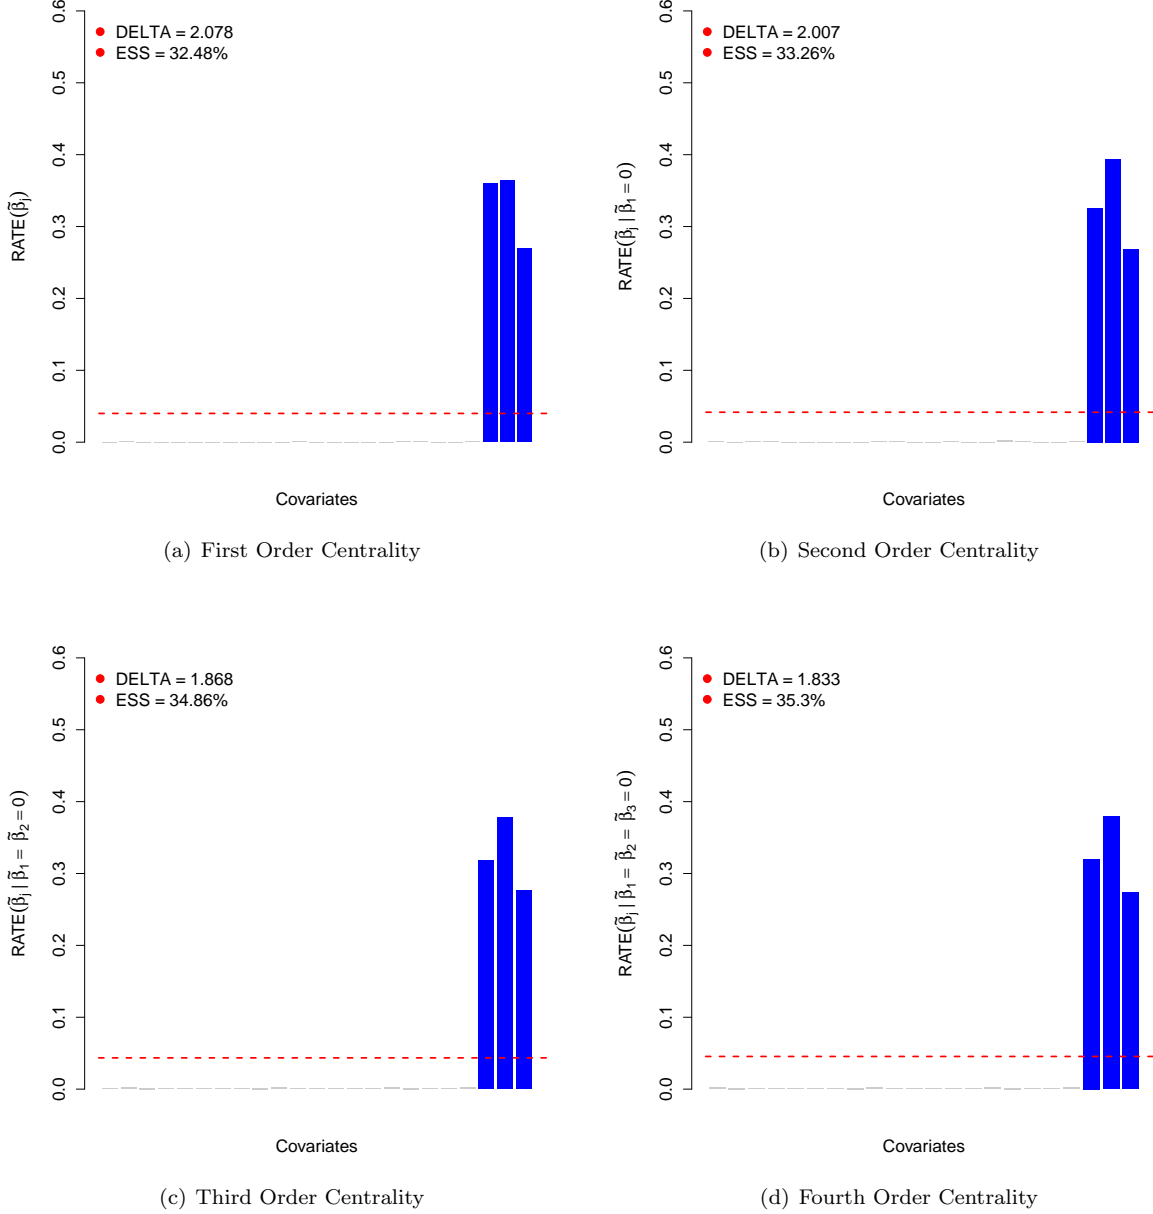 DELTA = 2.078
ESS = 32.48%
RATE(β̃j)
0.6
0.5
0.4
0.3
0.2
0.1
0.0
Covariates
(a) First Order Centrality
DELTA = 2.007
ESS = 33.26%
RATE(β̃j | β̃1 = 0)
0.6
0.5
0.4
0.3
0.2
0.1
0.0
Covariates
(b) Second Order Centrality
DELTA = 1.868
ESS = 34.86%
RATE(β̃j | β̃1 = β̃2 = 0)
0.6
0.5
0.4
0.3
0.2
0.1
0.0
Covariates
(c) Third Order Centrality
DELTA = 1.833
ESS = 35.3%
RATE(β̃j | β̃1 = β̃2 = β̃3 = 0)
0.6
0.5
0.4
0.3
0.2
0.1
0.0
Covariates
(d) Fourth Order Centrality